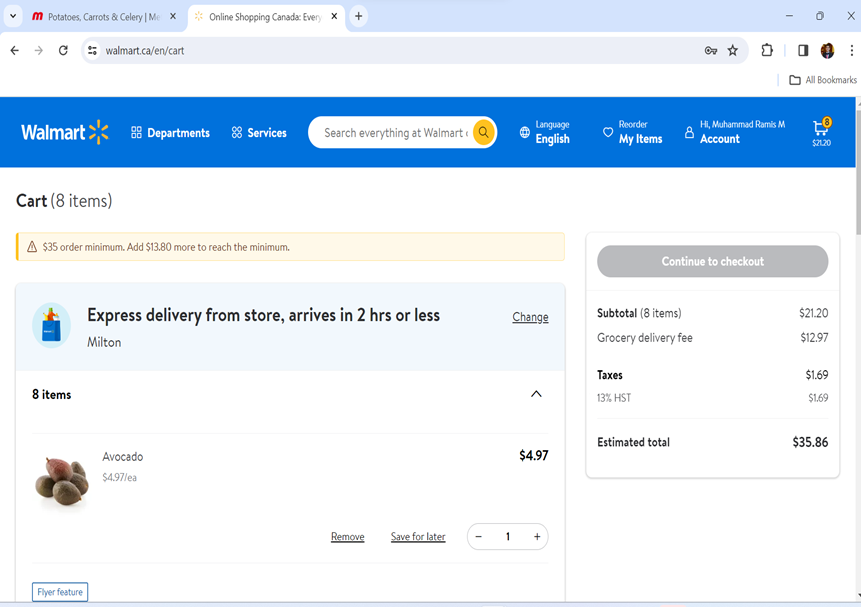 Potatoes, Carrots & Celery | Me
Online Shopping Canada: Every
walmart.ca/en/cart
All Bookmarks
Walmart
Departments
Services
Search everything at Walmart
Language
English
Reorder
My Items
Hi, Muhammad Ramis M
Account
8
$21.20
Cart (8 items)
$35 order minimum. Add $13.80 more to reach the minimum.
Express delivery from store, arrives in 2 hrs or less
Change
Milton
8 items
Avocado
$4.97
$4.97/ea
Remove
Save for later
− 1 +
Flyer feature
Continue to checkout
Subtotal (8 items) $21.20
Grocery delivery fee $12.97
Taxes $1.69
13% HST $1.69
Estimated total $35.86